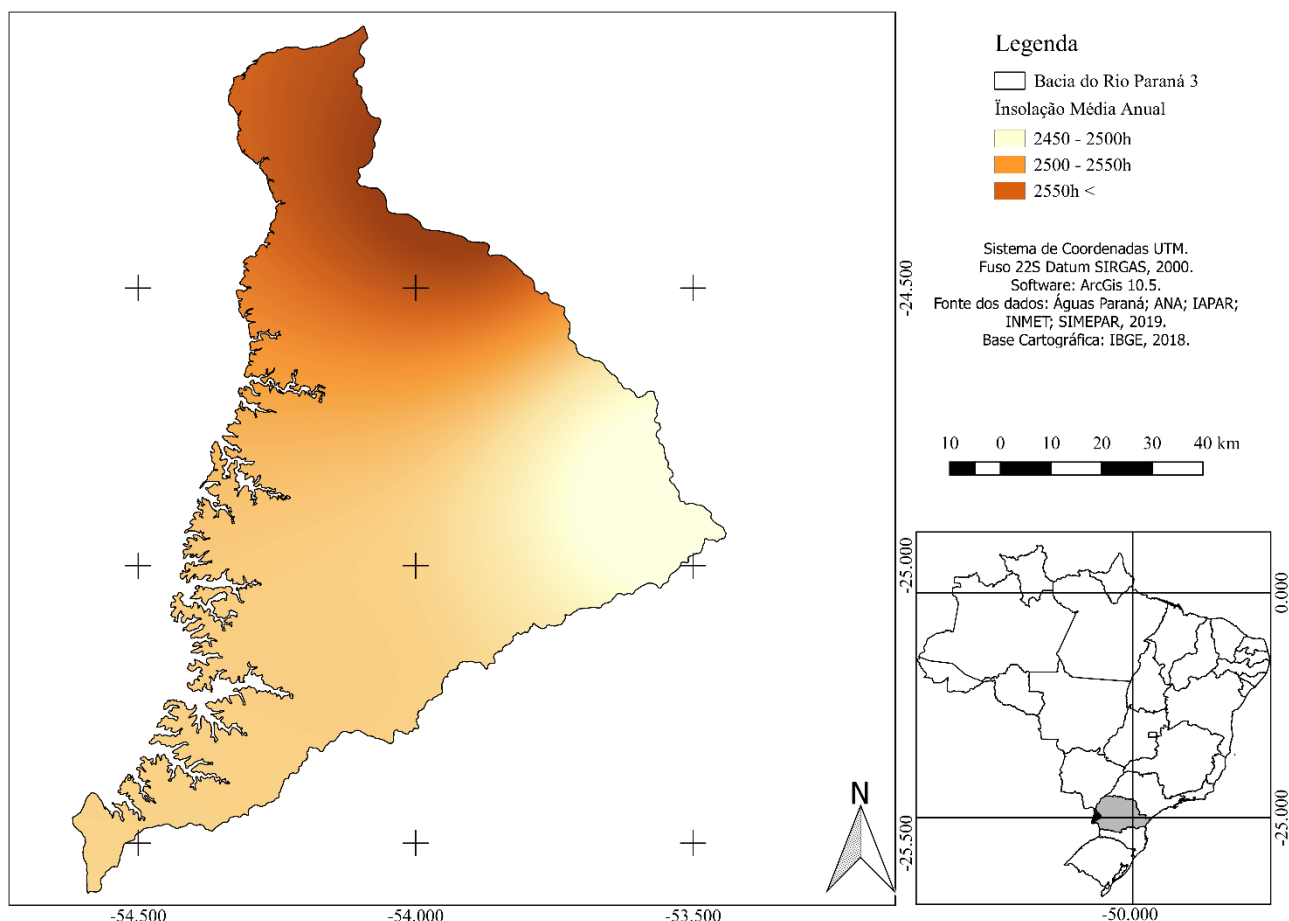 Legenda
Bacia do Rio Paraná 3
Ïnsolação Média Anual
2450 - 2500h
2500 - 2550h
2550h <
Sistema de Coordenadas UTM.
Fuso 22S Datum SIRGAS, 2000.
Software: ArcGis 10.5.
Fonte dos dados: Águas Paraná; ANA; IAPAR;
INMET; SIMEPAR, 2019.
Base Cartográfica: IBGE, 2018.
10 0 10 20 30 40 km
-24.500
-25.000
-25.500
N
-54.500 -54.000 -53.500
0.000
-25.000
-50.000